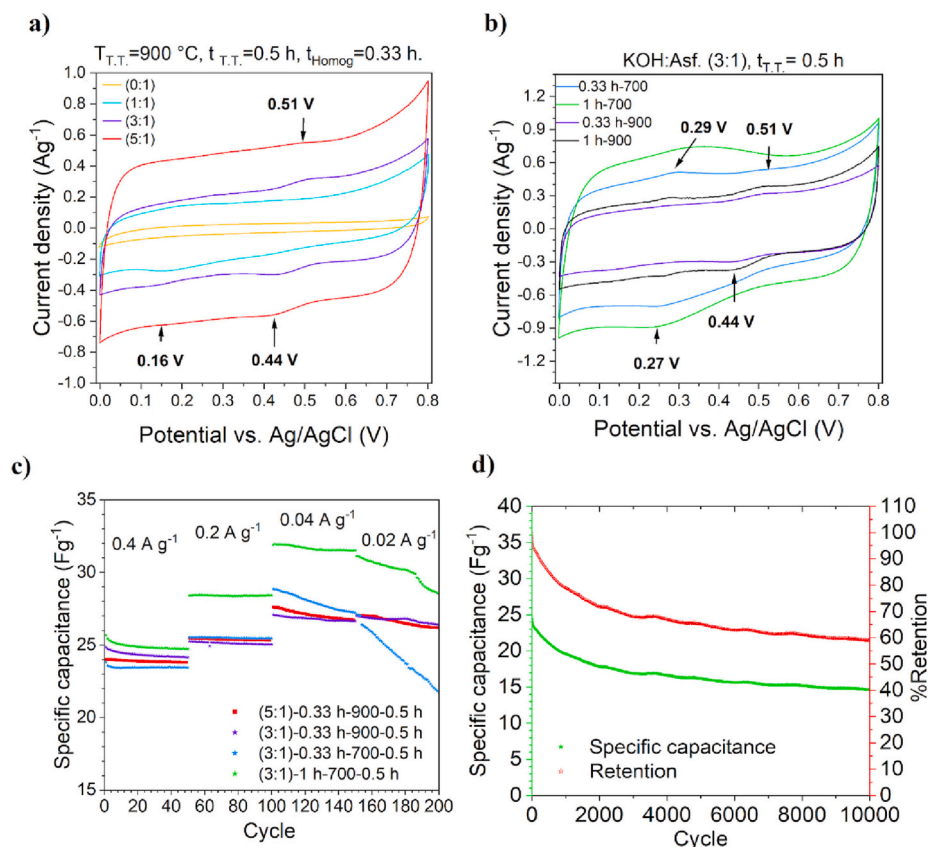 a)
T_T.T.=900 °C, t_T.T.=0.5 h, t_Homog=0.33 h.
1.0
0.8
0.6
0.4
0.2
0.0
-0.2
-0.4
-0.6
-0.8
-1.0
Current density (Ag⁻¹)
(0:1)
(1:1)
(3:1)
(5:1)
0.51 V
0.16 V
0.44 V
0.0 0.1 0.2 0.3 0.4 0.5 0.6 0.7 0.8
Potential vs. Ag/AgCl (V)
b)
KOH:Asf. (3:1), t_T.T.= 0.5 h
1.2
0.9
0.6
0.3
0.0
-0.3
-0.6
-0.9
-1.2
Current density (Ag⁻¹)
0.33 h-700
1 h-700
0.33 h-900
1 h-900
0.29 V
0.51 V
0.44 V
0.27 V
0.0 0.1 0.2 0.3 0.4 0.5 0.6 0.7 0.8
Potential vs. Ag/AgCl (V)
c)
35
30
25
20
15
Specific capacitance (Fg⁻¹)
0.4 A g⁻¹
0.2 A g⁻¹
0.04 A g⁻¹
0.02 A g⁻¹
(5:1)-0.33 h-900-0.5 h
(3:1)-0.33 h-900-0.5 h
(3:1)-0.33 h-700-0.5 h
(3:1)-1 h-700-0.5 h
0 20 40 60 80 100 120 140 160 180 200
Cycle
d)
40
35
30
25
20
15
10
5
0
Specific capacitance (Fg⁻¹)
Specific capacitance
Retention
110
100
90
80
70
60
50
40
30
20
10
0
%Retention
0 2000 4000 6000 8000 10000
Cycle